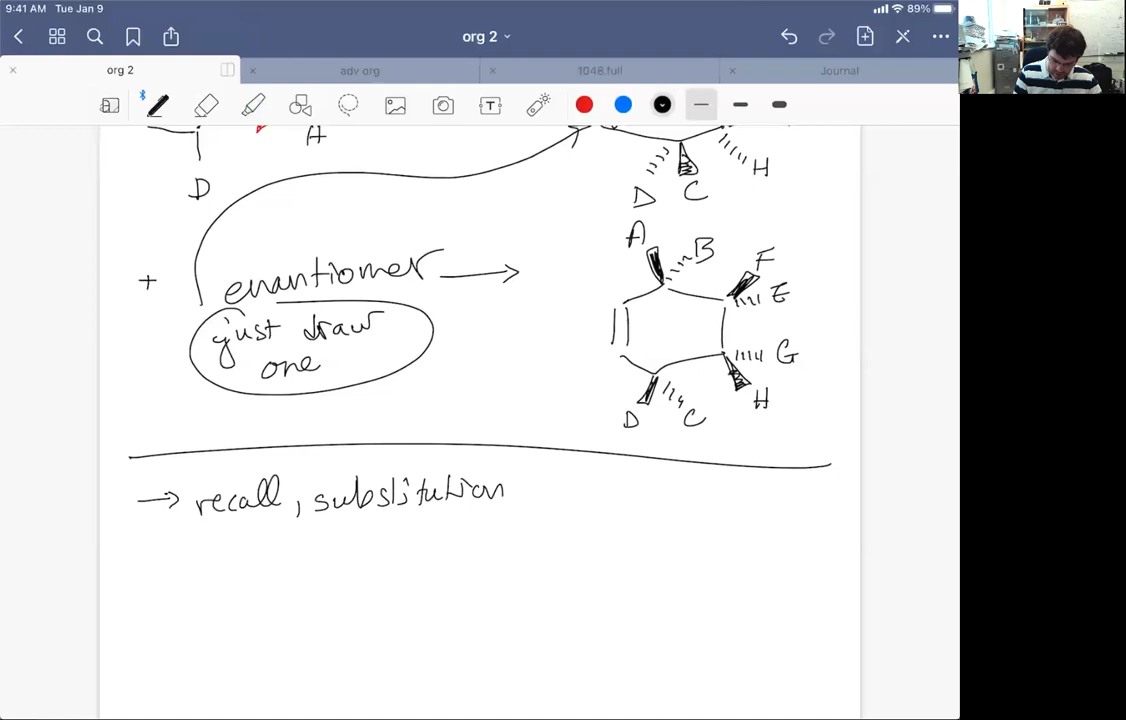 9:41 AM Tue Jan 9
89%
org 2
org 2
adv org
1048.full
Journal
T
D
A
D
C
H
A
B
F
E
+ enantiomer →
just draw
one
G
H
D
C
→ recall, substitution